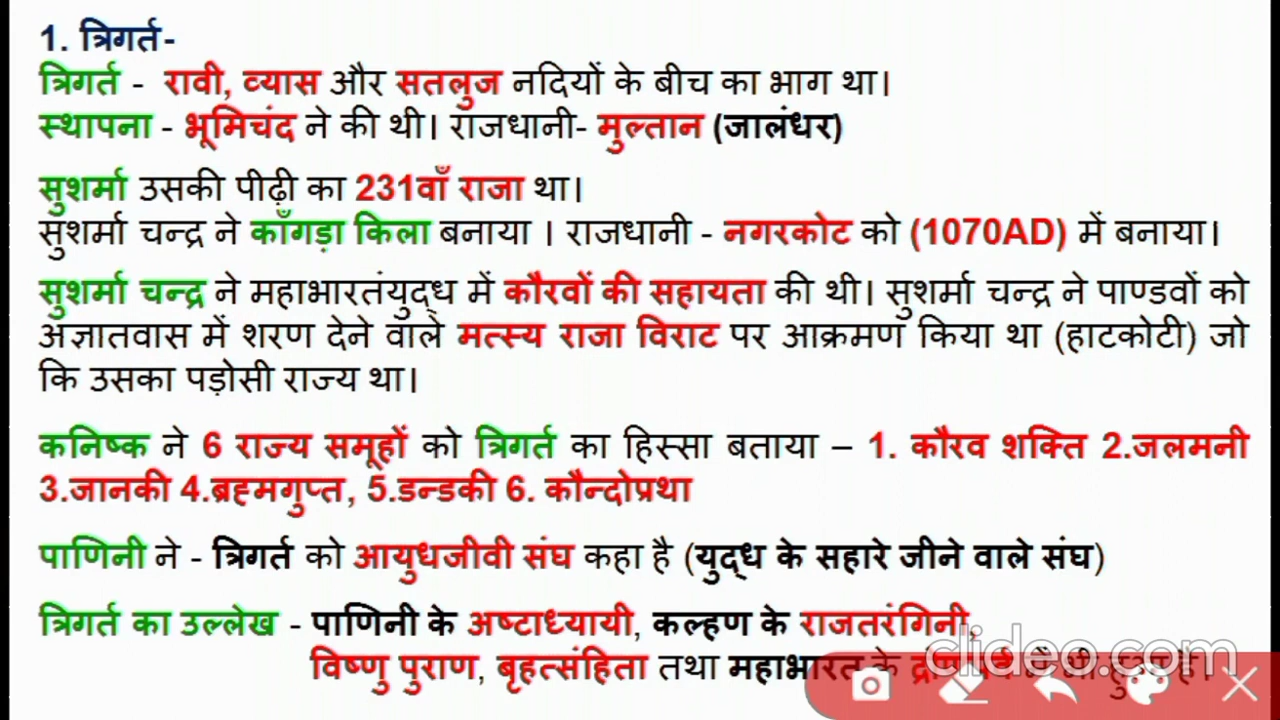 1. त्रिगर्त-
त्रिगर्त - रावी, व्यास और सतलुज नदियों के बीच का भाग था।
स्थापना - भूमिचंद ने की थी। राजधानी- मुल्तान (जालंधर)
सुशर्मा उसकी पीढ़ी का 231वाँ राजा था।
सुशर्मा चन्द्र ने काँगड़ा किला बनाया । राजधानी - नगरकोट को (1070AD) में बनाया।
सुशर्मा चन्द्र ने महाभारतंयुद्ध में कौरवों की सहायता की थी। सुशर्मा चन्द्र ने पाण्डवों को
अज्ञातवास में शरण देने वाले मत्स्य राजा विराट पर आक्रमण किया था (हाटकोटी) जो
कि उसका पड़ोसी राज्य था।
कनिष्क ने 6 राज्य समूहों को त्रिगर्त का हिस्सा बताया – 1. कौरव शक्ति 2.जलमनी
3.जानकी 4.ब्रह्मगुप्त, 5.डन्डकी 6. कौन्दोप्रथा
पाणिनी ने - त्रिगर्त को आयुधजीवी संघ कहा है (युद्ध के सहारे जीने वाले संघ)
त्रिगर्त का उल्लेख - पाणिनी के अष्टाध्यायी, कल्हण के राजतरंगिनी,
विष्णु पुराण, बृहत्संहिता तथा महाभारत के
clideo.com